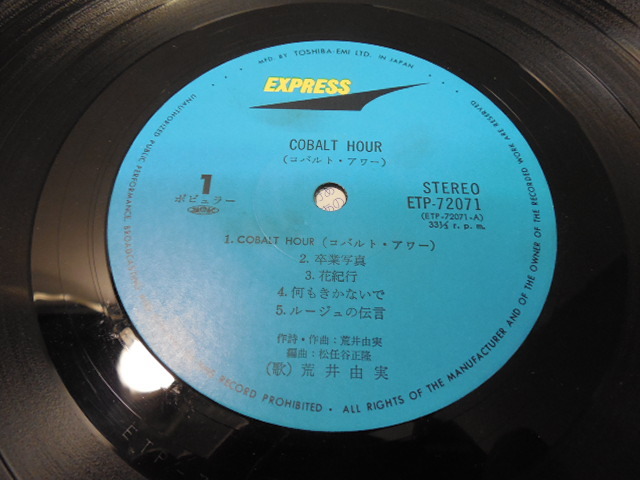 MFD. BY TOSHIBA-EMI LTD. IN JAPAN
EXPRESS
COBALT HOUR
(コバルト・アワー)
1
ポピュラー
STEREO
ETP-72071
(ETP-72071-A)
33⅓ r. p. m.
1. COBALT HOUR (コバルト・アワー)
2. 卒業写真
3. 花紀行
4. 何もきかないで
5. ルージュの伝言
作詩・作曲：荒井由実
編曲：松任谷正隆
(歌) 荒井由実
UNAUTHORIZED PUBLIC PERFORMANCE, BROADCASTING
RECORD PROHIBITED • ALL RIGHTS OF THE MANUFACTURER AND OF THE OWNER OF THE RECORDED WORK ARE RESERVED